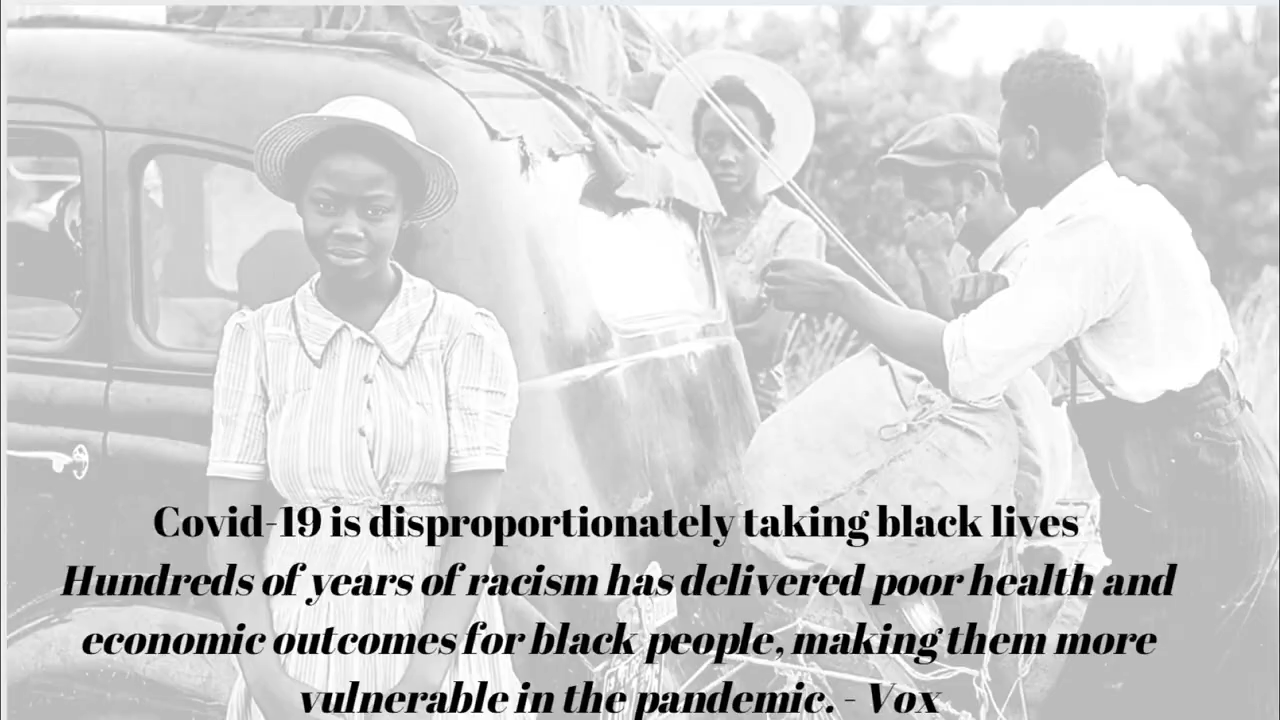 Covid-19 is disproportionately taking black lives
Hundreds of years of racism has delivered poor health and
economic outcomes for black people, making them more
vulnerable in the pandemic. - Vox